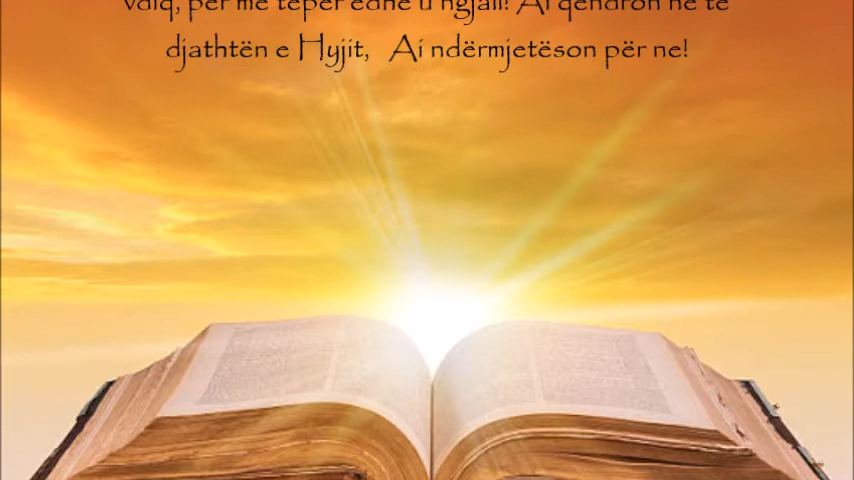 vdiq, për më tepër edhe u ngjall! Ai qëndron në të
djathtën e Hyjit, Ai ndërmjetëson për ne!